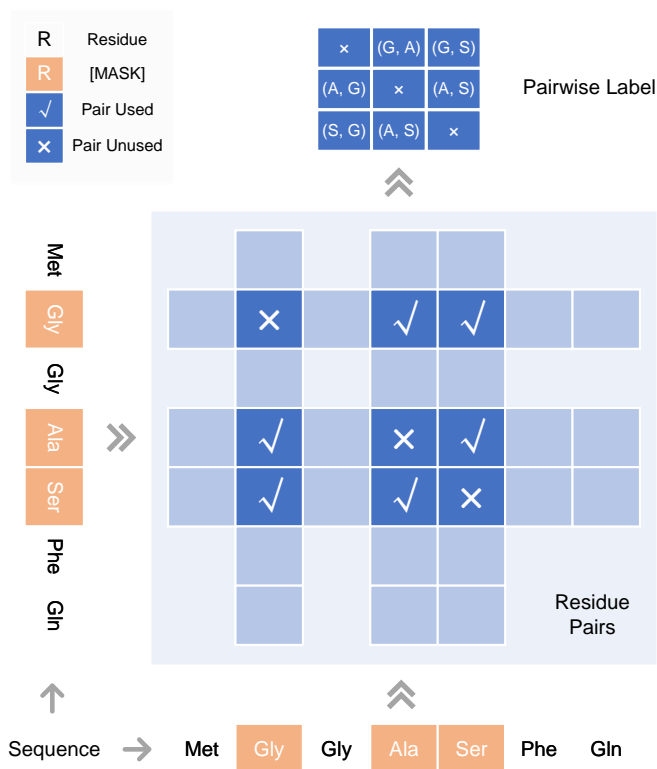 R Residue
R [MASK]
√ Pair Used
× Pair Unused
× (G, A) (G, S)
(A, G) × (A, S)
(S, G) (A, S) ×
Pairwise Label
Met
Gly
Gly
Ala
Ser
Phe
Gln
× √ √
√ × √
√ √ ×
Residue
Pairs
Sequence Met Gly Gly Ala Ser Phe Gln